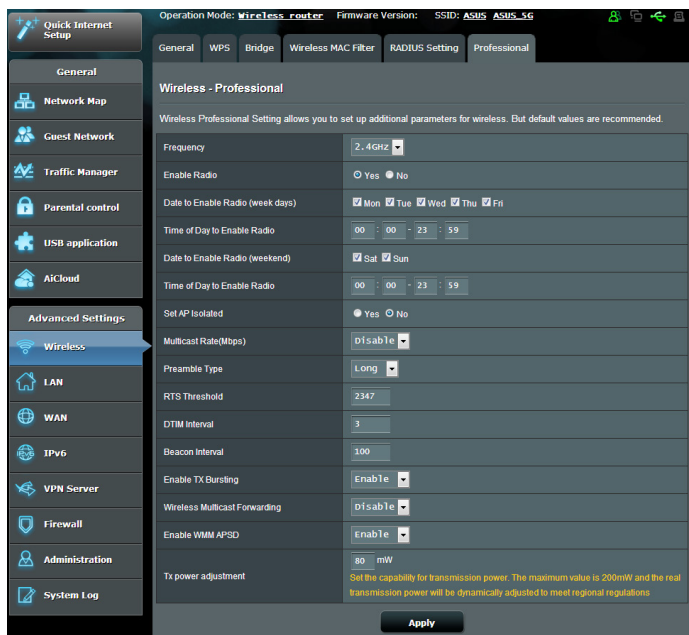 Quick Internet
Setup
Operation Mode: Wireless router Firmware Version: SSID: ASUS ASUS_5G
General WPS Bridge Wireless MAC Filter RADIUS Setting Professional
General
Network Map
Guest Network
Traffic Manager
Parental control
USB application
AiCloud
Advanced Settings
Wireless
LAN
WAN
IPv6
VPN Server
Firewall
Administration
System Log
Wireless - Professional
Wireless Professional Setting allows you to set up additional parameters for wireless. But default values are recommended.
Frequency 2.4GHz
Enable Radio Yes No
Date to Enable Radio (week days) Mon Tue Wed Thu Fri
Time of Day to Enable Radio 00 : 00 - 23 : 59
Date to Enable Radio (weekend) Sat Sun
Time of Day to Enable Radio 00 : 00 - 23 : 59
Set AP Isolated Yes No
Multicast Rate(Mbps) Disable
Preamble Type Long
RTS Threshold 2347
DTIM Interval 3
Beacon Interval 100
Enable TX Bursting Enable
Wireless Multicast Forwarding Disable
Enable WMM APSD Enable
Tx power adjustment 80 mW
Set the capability for transmission power. The maximum value is 200mW and the real
transmission power will be dynamically adjusted to meet regional regulations
Apply